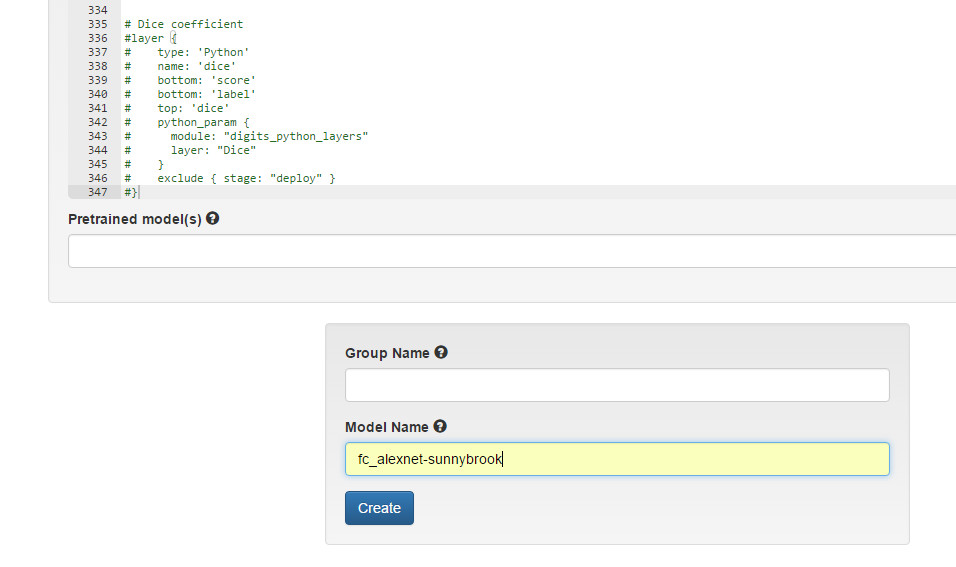 334
335 # Dice coefficient
336 #layer {
337 #    type: 'Python'
338 #    name: 'dice'
339 #    bottom: 'score'
340 #    bottom: 'label'
341 #    top: 'dice'
342 #    python_param {
343 #      module: "digits_python_layers"
344 #      layer: "Dice"
345 #    }
346 #    exclude { stage: "deploy" }
347 #}
Pretrained model(s) ?
Group Name ?
Model Name ?
fc_alexnet-sunnybrook
Create